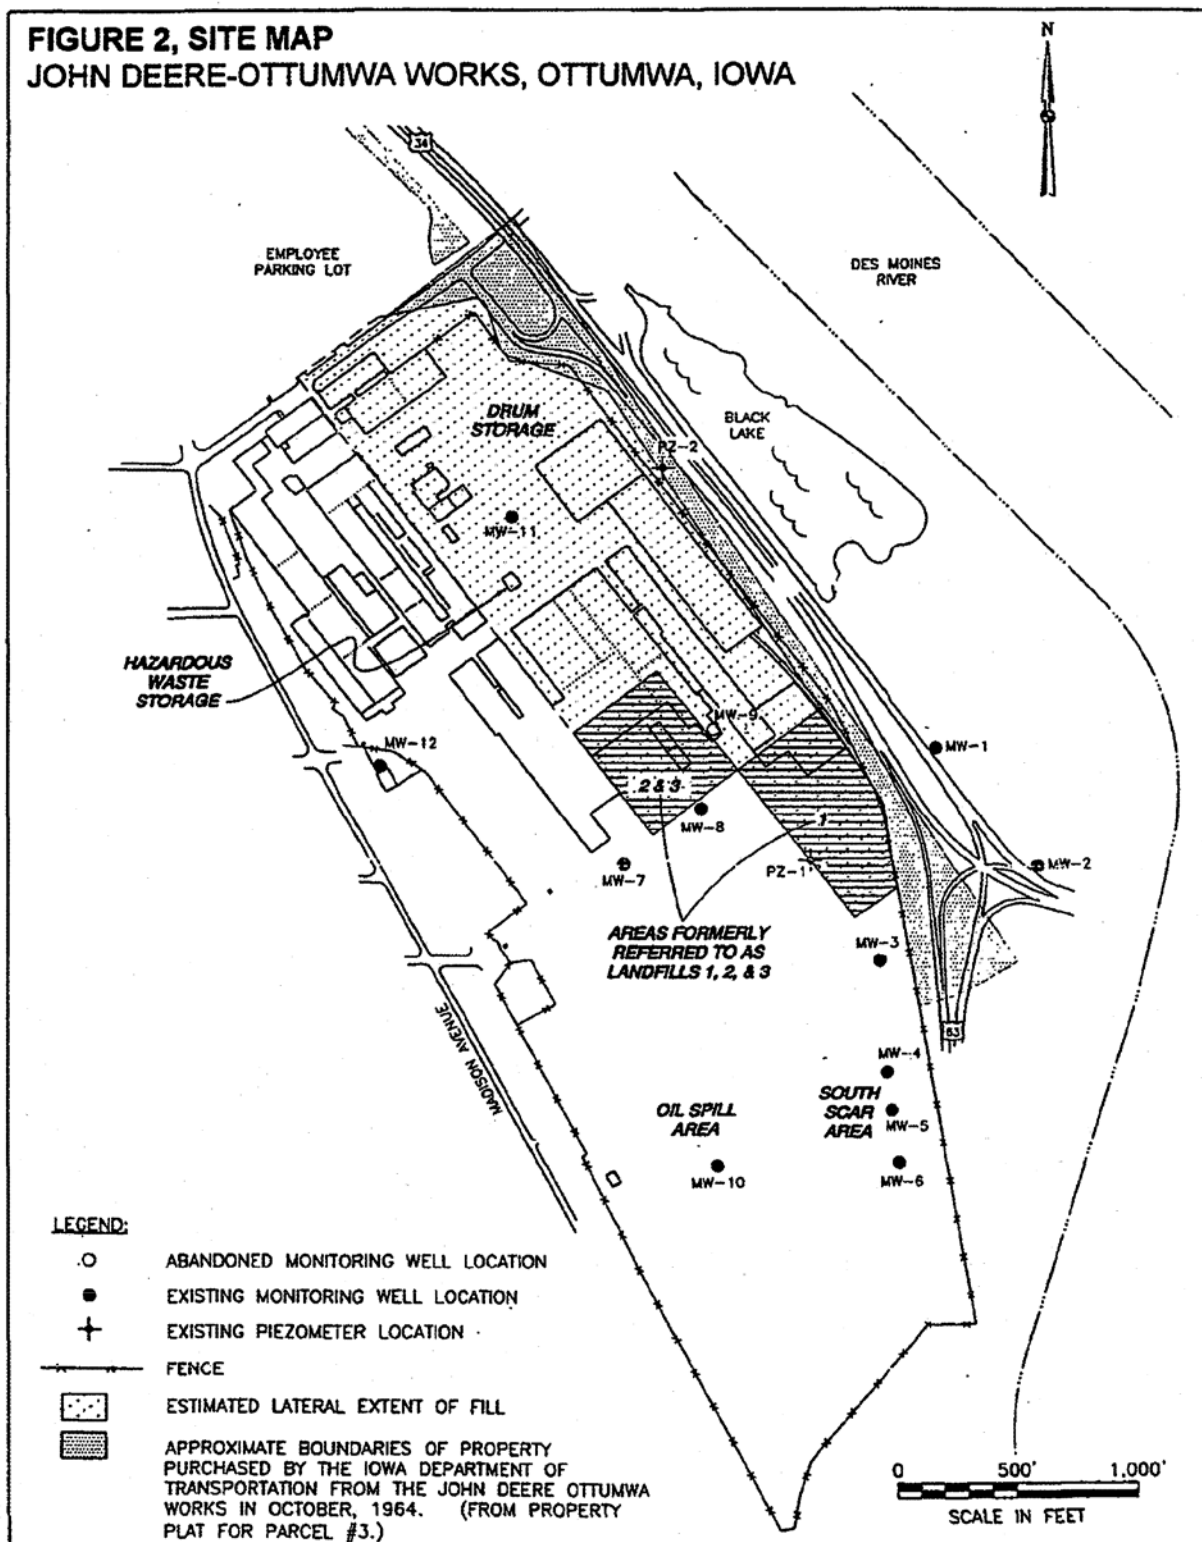 FIGURE 2, SITE MAP
JOHN DEERE-OTTUMWA WORKS, OTTUMWA, IOWA
N
34
EMPLOYEE
PARKING LOT
DES MOINES
RIVER
DRUM
STORAGE
BLACK
LAKE
PZ-2
MW-11
HAZARDOUS
WASTE
STORAGE
MW-9
MW-12
MW-1
2 & 3
MW-8
1
PZ-1
MW-7
MW-2
AREAS FORMERLY
REFERRED TO AS
LANDFILLS 1, 2, & 3
MW-3
63
MADISON AVENUE
MW-4
OIL SPILL
AREA
SOUTH
SCAR
AREA
MW-5
MW-10
MW-6
LEGEND:
ABANDONED MONITORING WELL LOCATION
EXISTING MONITORING WELL LOCATION
EXISTING PIEZOMETER LOCATION
FENCE
ESTIMATED LATERAL EXTENT OF FILL
APPROXIMATE BOUNDARIES OF PROPERTY
PURCHASED BY THE IOWA DEPARTMENT OF
TRANSPORTATION FROM THE JOHN DEERE OTTUMWA
WORKS IN OCTOBER, 1964. (FROM PROPERTY
PLAT FOR PARCEL #3.)
0 500' 1,000'
SCALE IN FEET